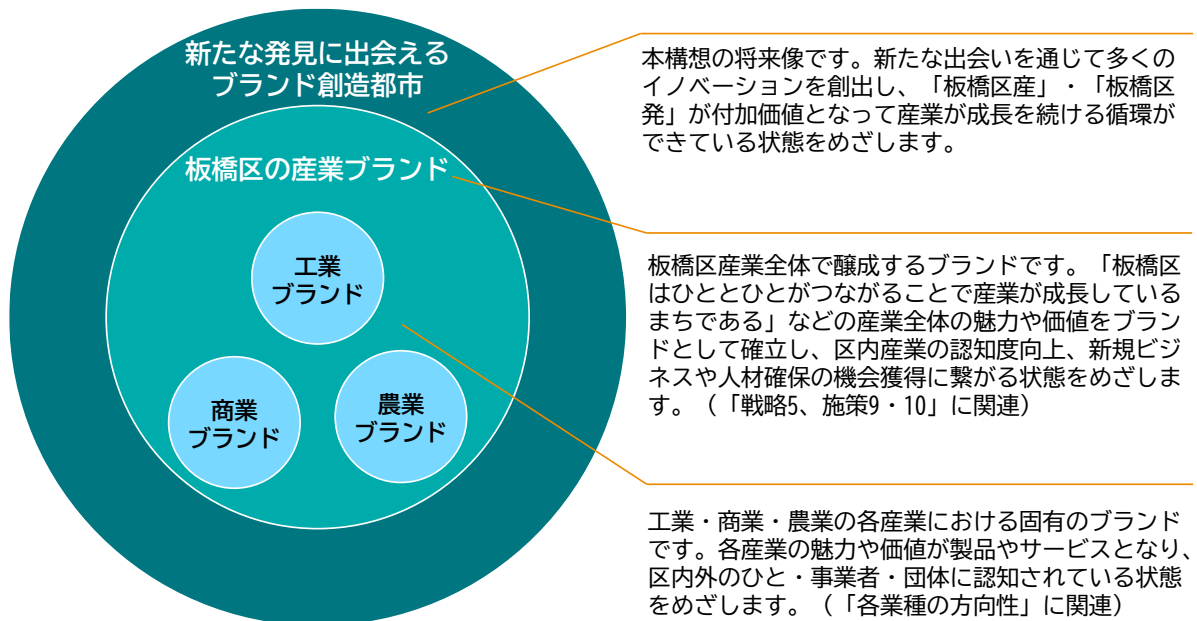 新たな発見に出会える
ブランド創造都市
板橋区の産業ブランド
工業
ブランド
商業
ブランド
農業
ブランド
本構想の将来像です。新たな出会いを通じて多くの
イノベーションを創出し、「板橋区産」・「板橋区
発」が付加価値となって産業が成長を続ける循環が
できている状態をめざします。
板橋区産業全体で醸成するブランドです。「板橋区
はひととひとがつながることで産業が成長している
まちである」などの産業全体の魅力や価値をブラン
ドとして確立し、区内産業の認知度向上、新規ビジ
ネスや人材確保の機会獲得に繋がる状態をめざしま
す。（「戦略5、施策9・10」に関連）
工業・商業・農業の各産業における固有のブランド
です。各産業の魅力や価値が製品やサービスとなり、
区内外のひと・事業者・団体に認知されている状態
をめざします。（「各業種の方向性」に関連）